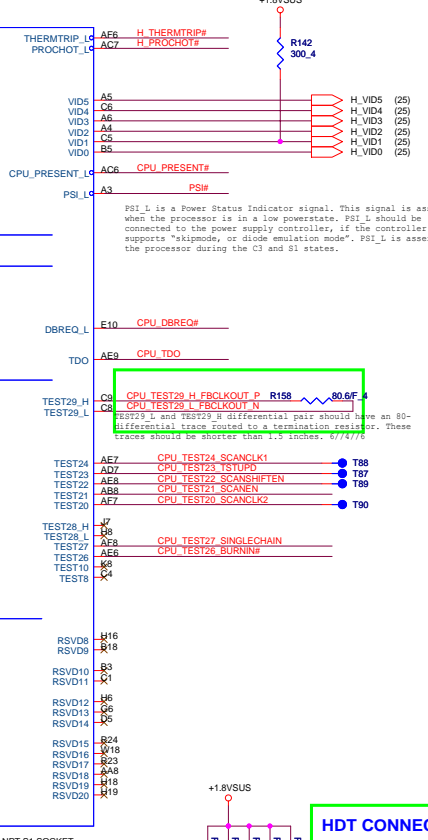 +1.8VSUS
THERMTRIP_L AF6 H_THERMTRIP#
PROCHOT_L AC7 H_PROCHOT#
R142
300_4
VID5 A5 H_VID5 (25)
VID4 C6 H_VID4 (25)
VID3 A6 H_VID3 (25)
VID2 A4 H_VID2 (25)
VID1 C5 H_VID1 (25)
VID0 B5 H_VID0 (25)
CPU_PRESENT_L AC6 CPU_PRESENT#
PSI_L A3 PSI#
PSI_L is a Power Status Indicator signal. This signal is as
when the processor is in a low powerstate. PSI_L should be
connected to the power supply controller, if the controller
supports "skipmode, or diode emulation mode". PSI_L is asse
the processor during the C3 and S1 states.
DBREQ_L E10 CPU_DBREQ#
TDO AE9 CPU_TDO
TEST29_H C9 CPU_TEST29_H_FBCLKOUT_P R158 80.6/F_4
TEST29_L C8 CPU_TEST29_L_FBCLKOUT_N
TEST29_L and TEST29_H differential pair should have an 80-
differential trace routed to a termination resistor. These
traces should be shorter than 1.5 inches.
TEST24 AE7 CPU_TEST24_SCANCLK1 T88
TEST23 AD7 CPU_TEST23_TSTUPD T87
TEST22 AE8 CPU_TEST22_SCANSHIFTEN T89
TEST21 AB8 CPU_TEST21_SCANEN
TEST20 AF7 CPU_TEST20_SCANCLK2 T90
TEST28_H J7
TEST28_L H8
TEST27 AF8 CPU_TEST27_SINGLECHAIN
TEST26 AE6 CPU_TEST26_BURNIN#
TEST10 K8
TEST8 C4
RSVD8 H16
RSVD9 B18
RSVD10 B3
RSVD11 C1
RSVD12 H6
RSVD13 G6
RSVD14 D5
RSVD15 R24
RSVD16 W18
RSVD17 R23
RSVD18 AA8
RSVD19 H18
RSVD20 H19
+1.8VSUS
HDT CONNEC